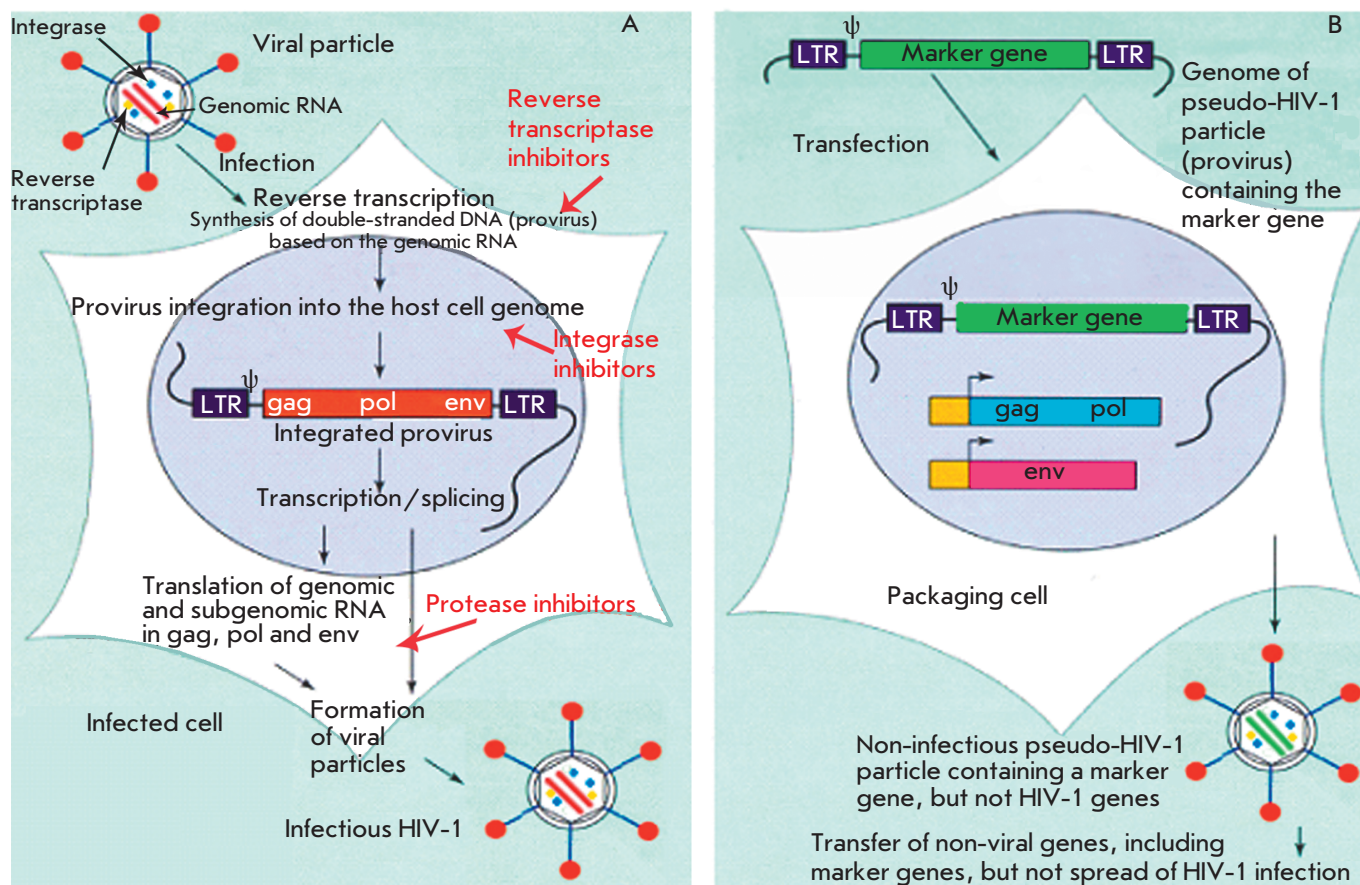 A
Integrase
Viral particle
Genomic RNA
Reverse
transcriptase
Infection
Reverse
transcriptase
inhibitors
Reverse transcription
Synthesis of double-stranded DNA (provirus)
based on the genomic RNA
Provirus integration into the host cell genome
Integrase
inhibitors
ψ
LTR gag pol env LTR
Integrated provirus
Transcription/splicing
Translation of genomic
and subgenomic RNA
in gag, pol and env
Protease inhibitors
Infected cell
Formation
of viral
particles
Infectious HIV-1
B
ψ
LTR Marker gene LTR
Genome of
pseudo-HIV-1
particle
(provirus)
containing the
marker gene
Transfection
ψ
LTR Marker gene LTR
gag pol
env
Packaging cell
Non-infectious pseudo-HIV-1
particle containing a marker
gene, but not HIV-1 genes
Transfer of non-viral genes, including
marker genes, but not spread of HIV-1 infection